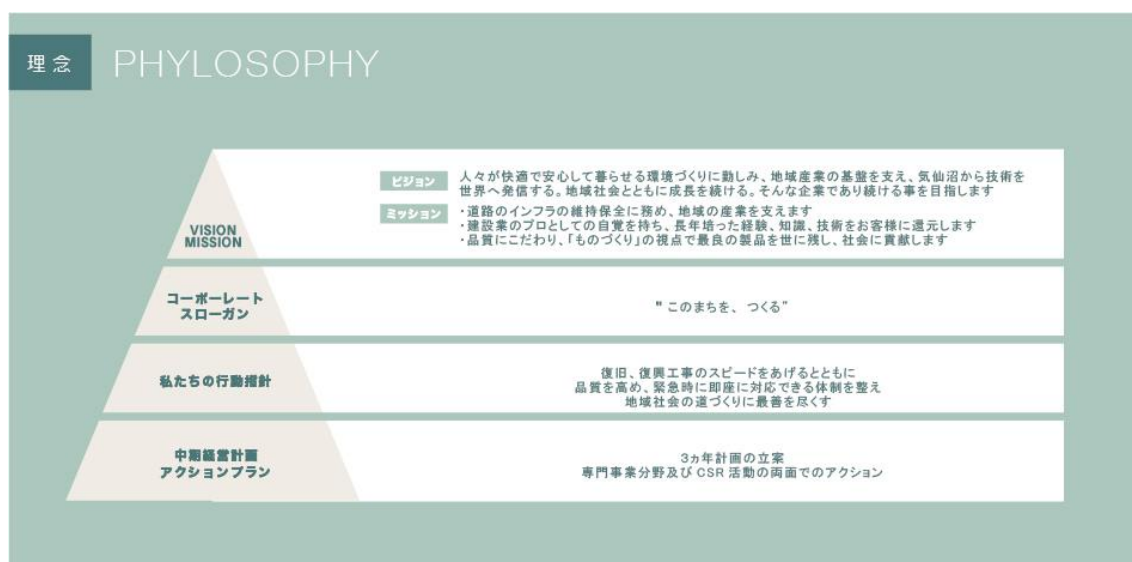 理念
PHYLOSOPHY
VISION
MISSION
ビジョン
人々が快適で安心して暮らせる環境づくりに勤しみ、地域産業の基盤を支え、気仙沼から技術を
世界へ発信する。地域社会とともに成長を続ける。そんな企業であり続ける事を目指します
ミッション
・道路のインフラの維持保全に務め、地域の産業を支えます
・建設業のプロとしての自覚を持ち、長年培った経験、知識、技術をお客様に還元します
・品質にこだわり、「ものづくり」の視点で最良の製品を世に残し、社会に貢献します
コーポーレート
スローガン
" このまちを、 つくる”
私たちの行動指針
復旧、復興工事のスピードをあげるとともに
品質を高め、緊急時に即座に対応できる体制を整え
地域社会の道づくりに最善を尽くす
中期経営計画
アクションプラン
3ヵ年計画の立案
専門事業分野及び CSR 活動の両面でのアクション